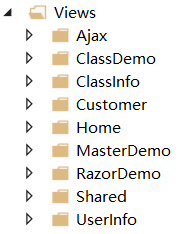 Views
Ajax
ClassDemo
ClassInfo
Customer
Home
MasterDemo
RazorDemo
Shared
UserInfo